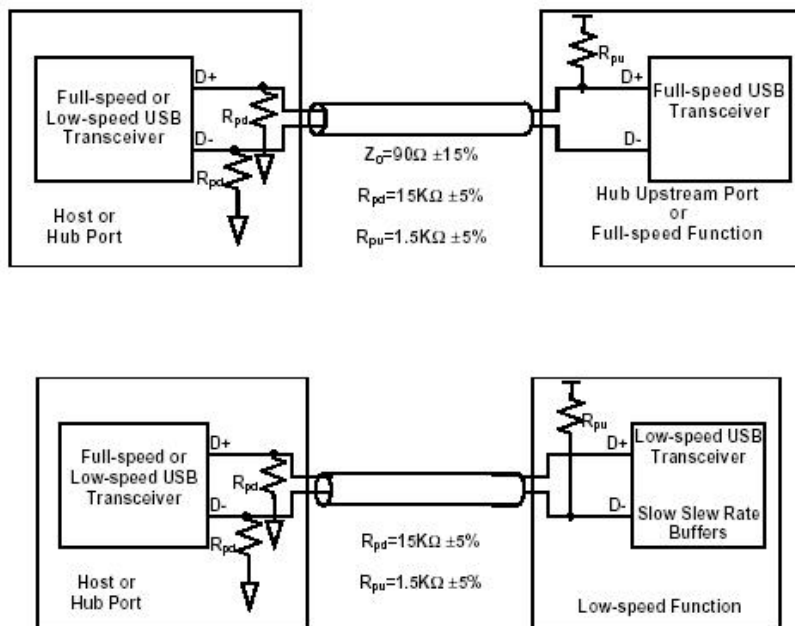 D+
Full-speed or
Low-speed USB
Transceiver
Rpd
D-
Rpd
Host or
Hub Port
Z0=90Ω ±15%
Rpd=15KΩ ±5%
Rpu=1.5KΩ ±5%
Rpu
D+
Full-speed USB
Transceiver
D-
Hub Upstream Port
or
Full-speed Function
D+
Full-speed or
Low-speed USB
Transceiver
Rpd
D-
Rpd
Host or
Hub Port
Rpd=15KΩ ±5%
Rpu=1.5KΩ ±5%
Rpu
D+
Low-speed USB
Transceiver
D-
Slow Slew Rate
Buffers
Low-speed Function